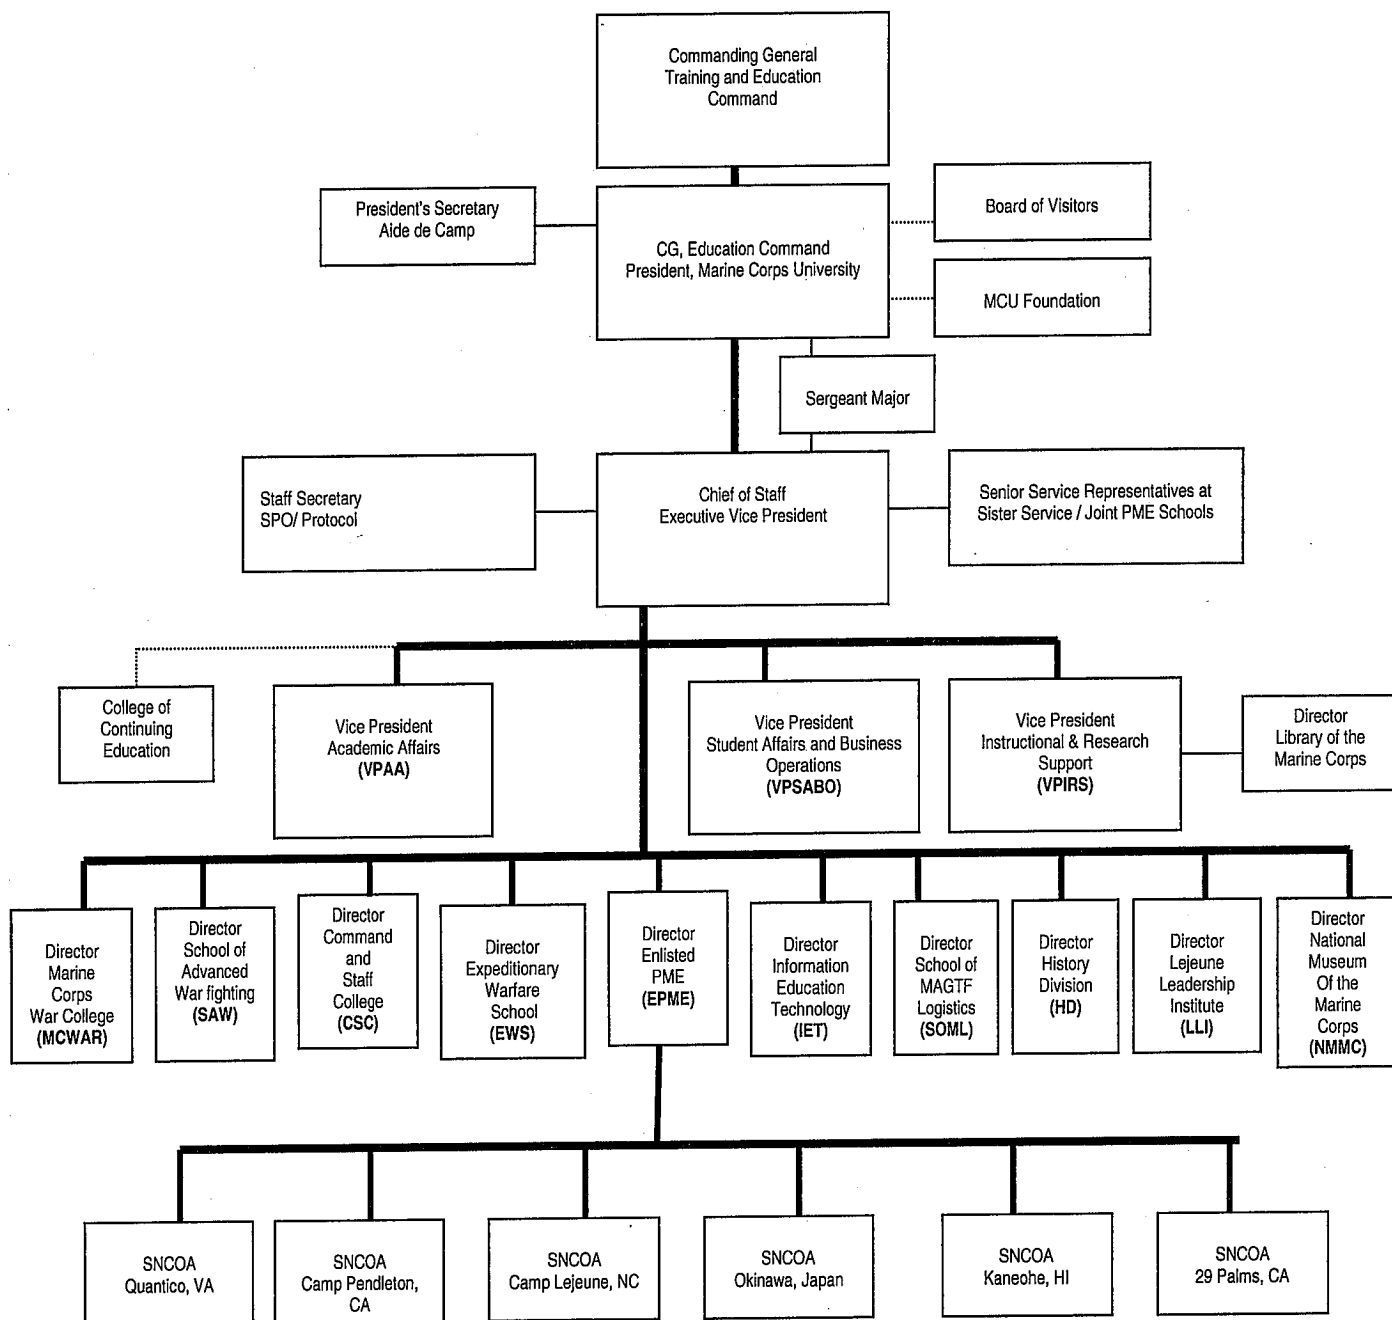 Commanding General
Training and Education
Command
President's Secretary
Aide de Camp
CG, Education Command
President, Marine Corps University
Board of Visitors
MCU Foundation
Sergeant Major
Staff Secretary
SPO/ Protocol
Chief of Staff
Executive Vice President
Senior Service Representatives at
Sister Service / Joint PME Schools
College of
Continuing
Education
Vice President
Academic Affairs
(VPAA)
Vice President
Student Affairs and Business
Operations
(VPSABO)
Vice President
Instructional & Research
Support
(VPIRS)
Director
Library of the
Marine Corps
Director
Marine
Corps
War College
(MCWAR)
Director
School of
Advanced
War fighting
(SAW)
Director
Command
and
Staff
College
(CSC)
Director
Expeditionary
Warfare
School
(EWS)
Director
Enlisted
PME
(EPME)
Director
Information
Education
Technology
(IET)
Director
School of
MAGTF
Logistics
(SOML)
Director
History
Division
(HD)
Director
Lejeune
Leadership
Institute
(LLI)
Director
National
Museum
Of the
Marine
Corps
(NMMC)
SNCOA
Quantico, VA
SNCOA
Camp Pendleton,
CA
SNCOA
Camp Lejeune, NC
SNCOA
Okinawa, Japan
SNCOA
Kaneohe, HI
SNCOA
29 Palms, CA